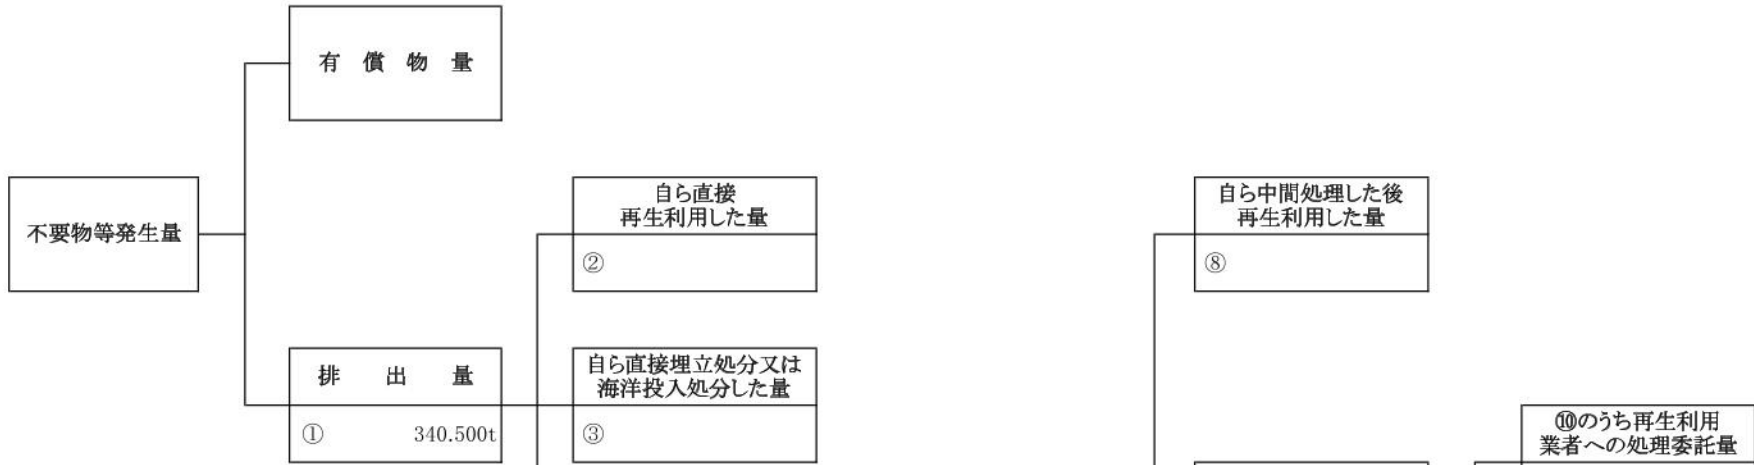 有償物量
不要物等発生量
自ら直接
再生利用した量
②
自ら中間処理した後
再生利用した量
⑧
排出量
① 340.500t
自ら直接埋立処分又は
海洋投入処分した量
③
⑩のうち再生利用
業者への処理委託量